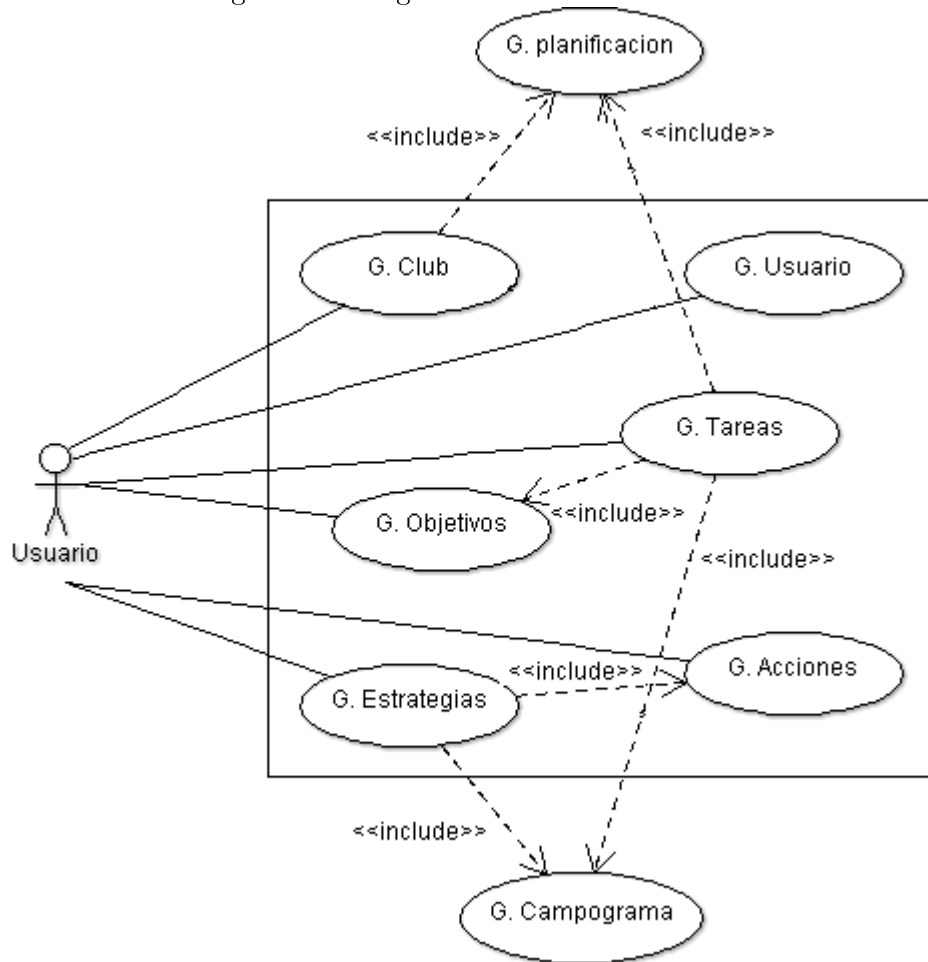 G. planificacion
<<include>>
<<include>>
G. Club
G. Usuario
G. Tareas
G. Objetivos
<<include>>
Usuario
<<include>>
G. Acciones
<<include>>
G. Estrategias
<<include>>
G. Campograma